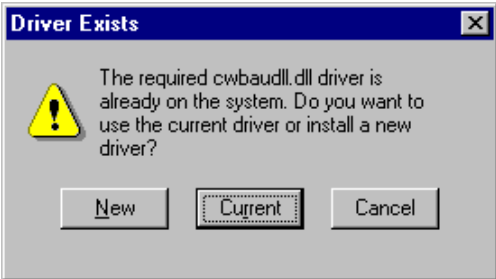 Driver Exists
The required cwbaudll.dll driver is
already on the system. Do you want to
use the current driver or install a new
driver?
New
Current
Cancel